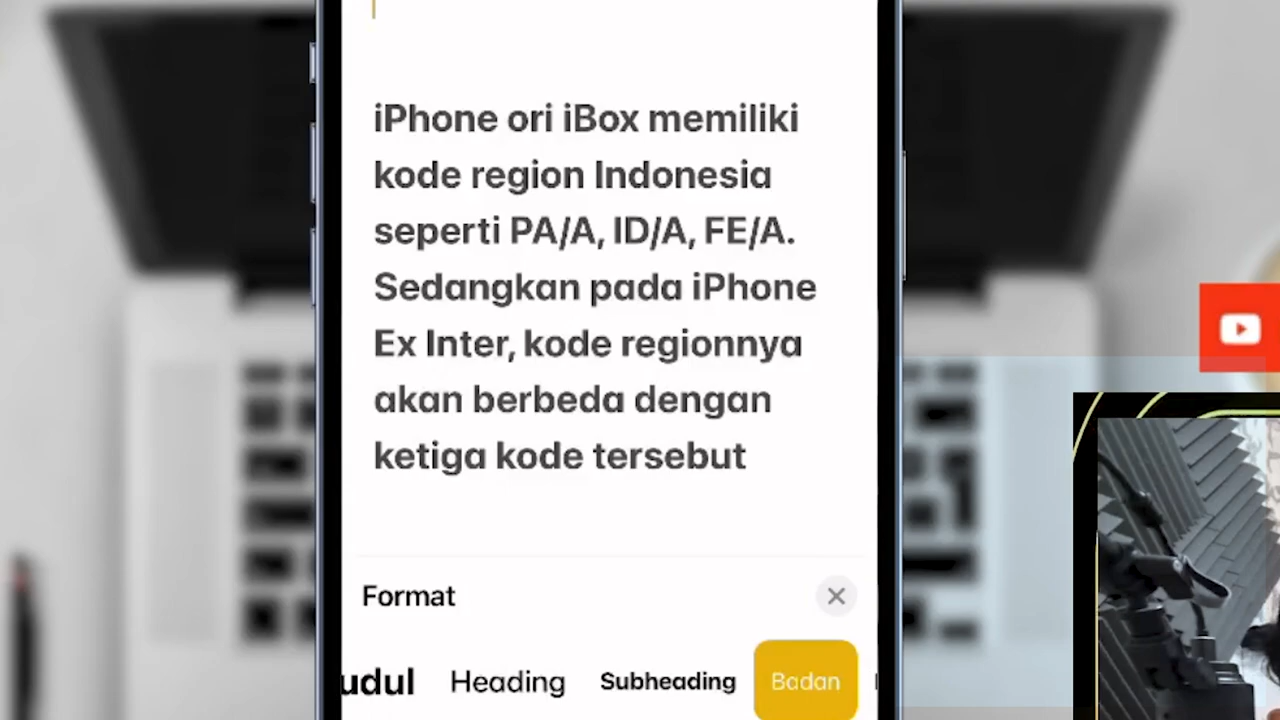 iPhone ori iBox memiliki
kode region Indonesia
seperti PA/A, ID/A, FE/A.
Sedangkan pada iPhone
Ex Inter, kode regionnya
akan berbeda dengan
ketiga kode tersebut
Format
udul
Heading
Subheading
Badan